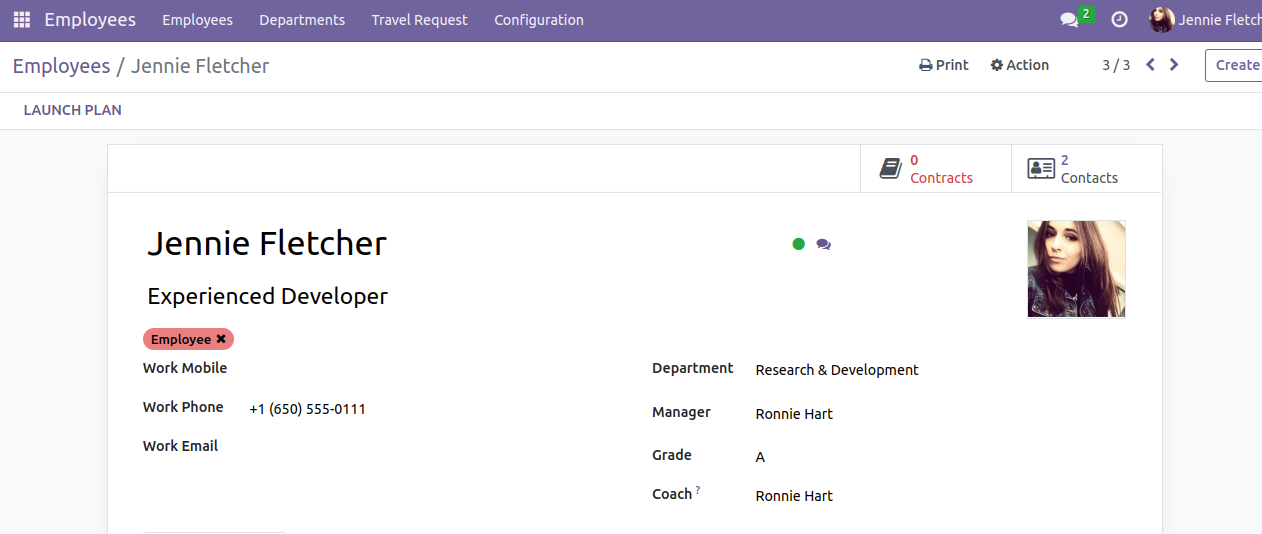 Employees Employees Departments Travel Request Configuration 2 Jennie Fletch
Employees / Jennie Fletcher Print Action 3 / 3 Create
LAUNCH PLAN
0 2
Contracts Contacts
Jennie Fletcher
Experienced Developer
Employee ✖
Work Mobile Department Research & Development
Work Phone +1 (650) 555-0111 Manager Ronnie Hart
Work Email Grade A
Coach ? Ronnie Hart